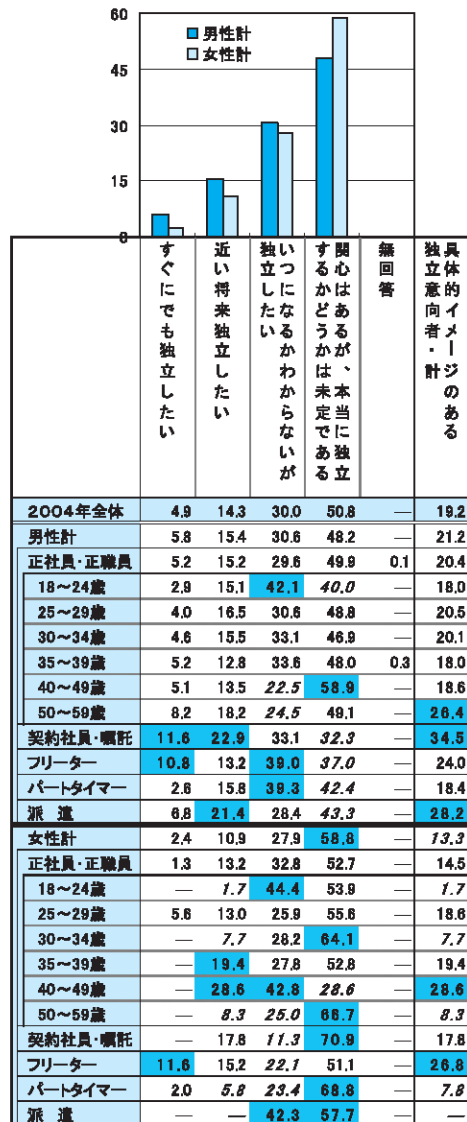 60
45
30
15
0
男性計
女性計
すぐにでも独立したい
近い将来独立したい
いつになるかわからないが
独立したい
関心はあるが、本当に独立
するかどうかは未定である
無回答
具体的イメージのある
独立意向者・計
2004年全体 4.9 14.3 30.0 50.8 — 19.2
男性計 5.8 15.4 30.6 48.2 — 21.2
正社員・正職員 5.2 15.2 29.6 49.9 0.1 20.4
18～24歳 2.9 15.1 42.1 40.0 — 18.0
25～29歳 4.0 16.5 30.6 48.8 — 20.5
30～34歳 4.6 15.5 33.1 46.9 — 20.1
35～39歳 5.2 12.8 33.6 48.0 0.3 18.0
40～49歳 5.1 13.5 22.5 58.9 — 18.6
50～59歳 8.2 18.2 24.5 49.1 — 26.4
契約社員・嘱託 11.6 22.9 33.1 32.3 — 34.5
フリーター 10.8 13.2 39.0 37.0 — 24.0
パートタイマー 2.6 15.8 39.3 42.4 — 18.4
派遣 6.8 21.4 28.4 43.3 — 28.2
女性計 2.4 10.9 27.9 58.8 — 13.3
正社員・正職員 1.3 13.2 32.8 52.7 — 14.5
18～24歳 — 1.7 44.4 53.9 — 1.7
25～29歳 5.6 13.0 25.9 55.6 — 18.6
30～34歳 — 7.7 28.2 64.1 — 7.7
35～39歳 — 19.4 27.8 52.8 — 19.4
40～49歳 — 28.6 42.8 28.6 — 28.6
50～59歳 — 8.3 25.0 66.7 — 8.3
契約社員・嘱託 — 17.8 11.3 70.9 — 17.8
フリーター 11.6 15.2 22.1 51.1 — 26.8
パートタイマー 2.0 5.8 23.4 68.8 — 7.8
派遣 — — 42.3 57.7 — —